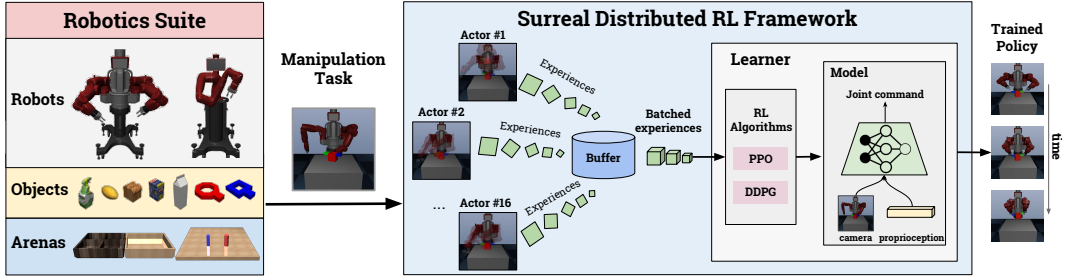 Robotics Suite
Robots
Objects
Arenas
Manipulation
Task
Surreal Distributed RL Framework
Actor #1
Experiences
Actor #2
Experiences
...
Actor #16
Experiences
Buffer
Batched
experiences
Learner
RL
Algorithms
PPO
DDPG
Model
Joint command
camera
proprioception
Trained
Policy
time